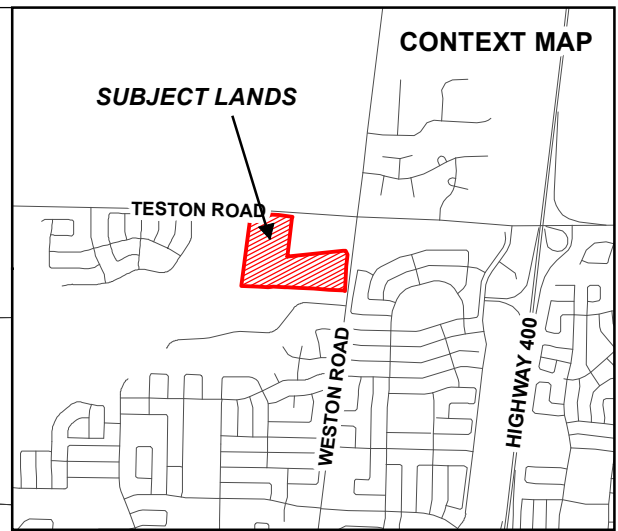 CONTEXT MAP
SUBJECT LANDS
TESTON ROAD
WESTON ROAD
HIGHWAY 400